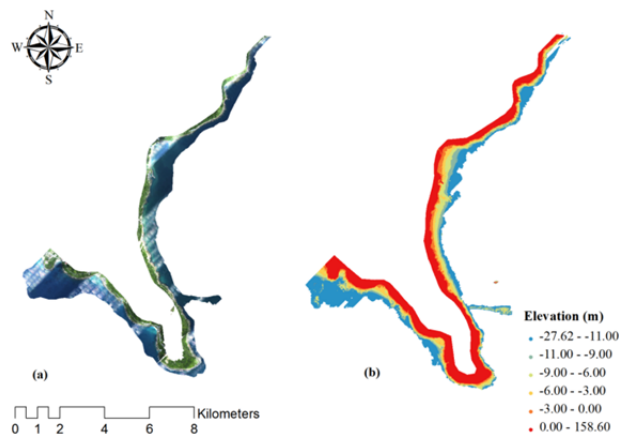 N
W E
S
(a)
0 1 2 4 6 8 Kilometers
(b)
Elevation (m)
-27.62 - -11.00
-11.00 - -9.00
-9.00 - -6.00
-6.00 - -3.00
-3.00 - 0.00
0.00 - 158.60